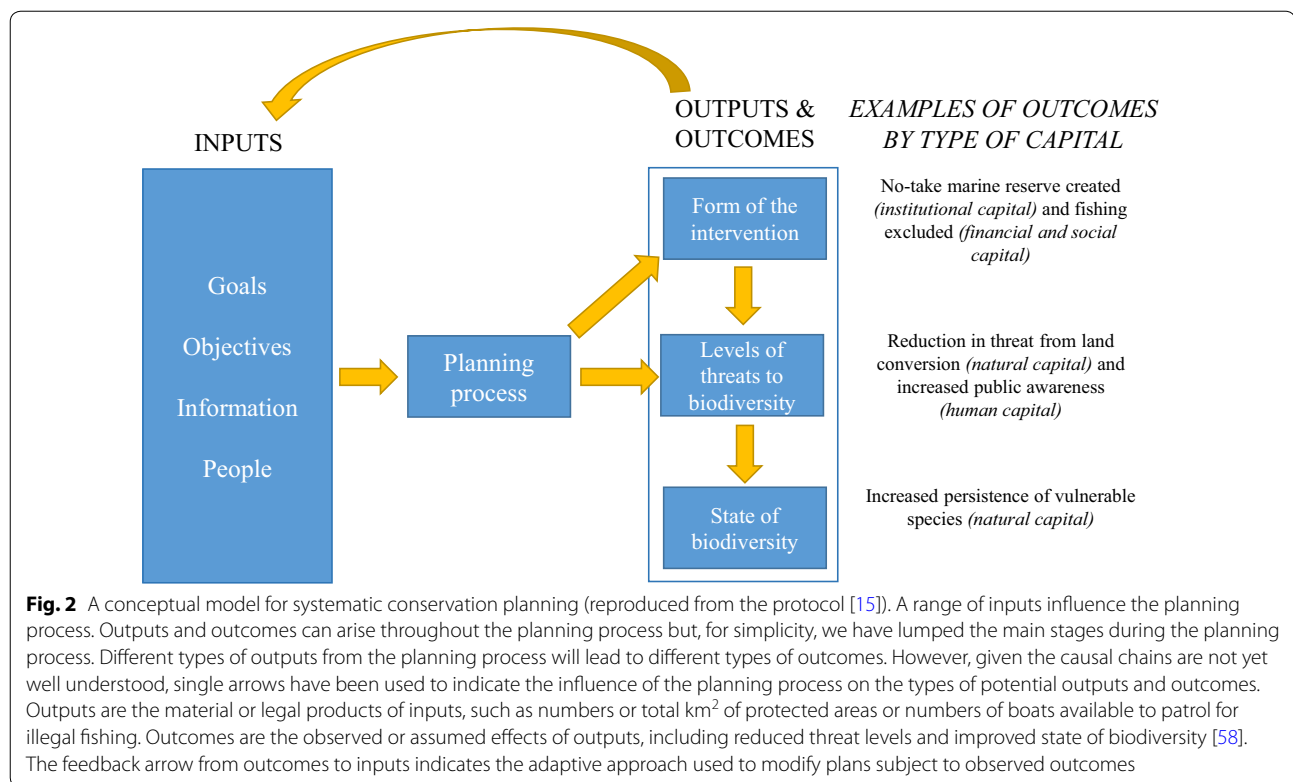 INPUTS
Goals
Objectives
Information
People
Planning
process
OUTPUTS &
OUTCOMES
Form of the
intervention
Levels of
threats to
biodiversity
State of
biodiversity
EXAMPLES OF OUTCOMES
BY TYPE OF CAPITAL
No-take marine reserve created
(institutional capital) and fishing
excluded (financial and social
capital)
Reduction in threat from land
conversion (natural capital) and
increased public awareness
(human capital)
Increased persistence of vulnerable
species (natural capital)
Fig. 2 A conceptual model for systematic conservation planning (reproduced from the protocol [15]). A range of inputs influence the planning
process. Outputs and outcomes can arise throughout the planning process but, for simplicity, we have lumped the main stages during the planning
process. Different types of outputs from the planning process will lead to different types of outcomes. However, given the causal chains are not yet
well understood, single arrows have been used to indicate the influence of the planning process on the types of potential outputs and outcomes.
Outputs are the material or legal products of inputs, such as numbers or total km² of protected areas or numbers of boats available to patrol for
illegal fishing. Outcomes are the observed or assumed effects of outputs, including reduced threat levels and improved state of biodiversity [58].
The feedback arrow from outcomes to inputs indicates the adaptive approach used to modify plans subject to observed outcomes